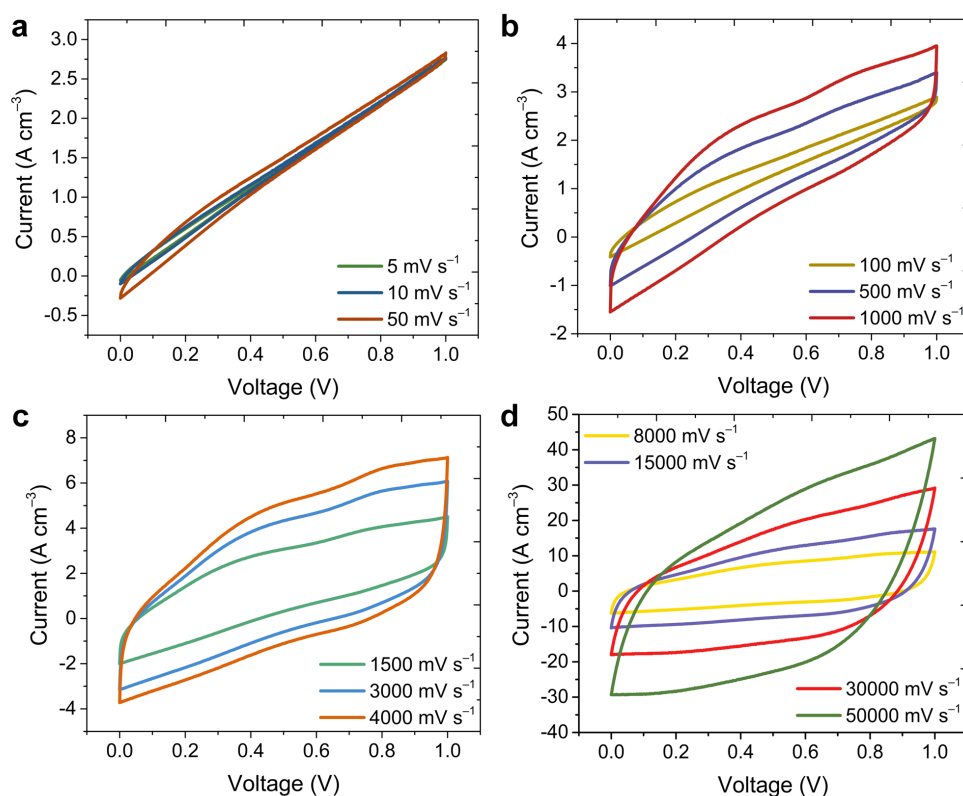 a
3.0
2.5
2.0
1.5
1.0
0.5
0.0
-0.5
Current (A cm⁻³)
5 mV s⁻¹
10 mV s⁻¹
50 mV s⁻¹
0.0 0.2 0.4 0.6 0.8 1.0
Voltage (V)
b
4
3
2
1
0
-1
-2
Current (A cm⁻³)
100 mV s⁻¹
500 mV s⁻¹
1000 mV s⁻¹
0.0 0.2 0.4 0.6 0.8 1.0
Voltage (V)
c
8
6
4
2
0
-2
-4
Current (A cm⁻³)
1500 mV s⁻¹
3000 mV s⁻¹
4000 mV s⁻¹
0.0 0.2 0.4 0.6 0.8 1.0
Voltage (V)
d
50
40
30
20
10
0
-10
-20
-30
-40
Current (A cm⁻³)
8000 mV s⁻¹
15000 mV s⁻¹
30000 mV s⁻¹
50000 mV s⁻¹
0.0 0.2 0.4 0.6 0.8 1.0
Voltage (V)